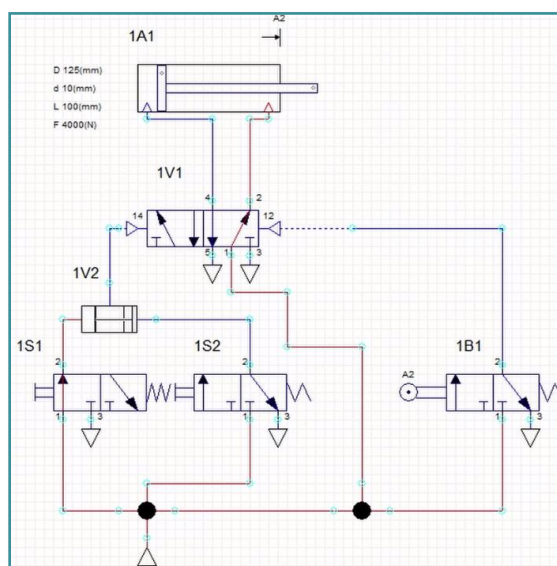 A2
1A1
D 125(mm)
d 10(mm)
L 100(mm)
F 4000(N)
1V1
4 2
14 12
5 1 3
1V2
1S1 1S2 1B1
2 2 2
A2
1 3 1 3 1 3